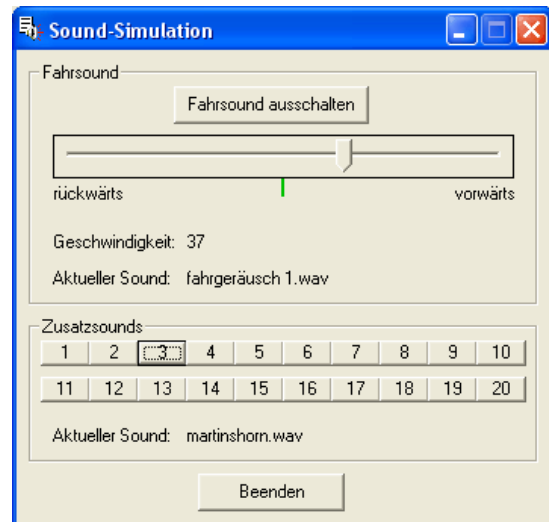 Sound-Simulation
Fahrsound
Fahrsound ausschalten
rückwärts vorwärts
Geschwindigkeit: 37
Aktueller Sound: fahrgeräusch 1.wav
Zusatzsounds
1 2 3 4 5 6 7 8 9 10
11 12 13 14 15 16 17 18 19 20
Aktueller Sound: martinshorn.wav
Beenden